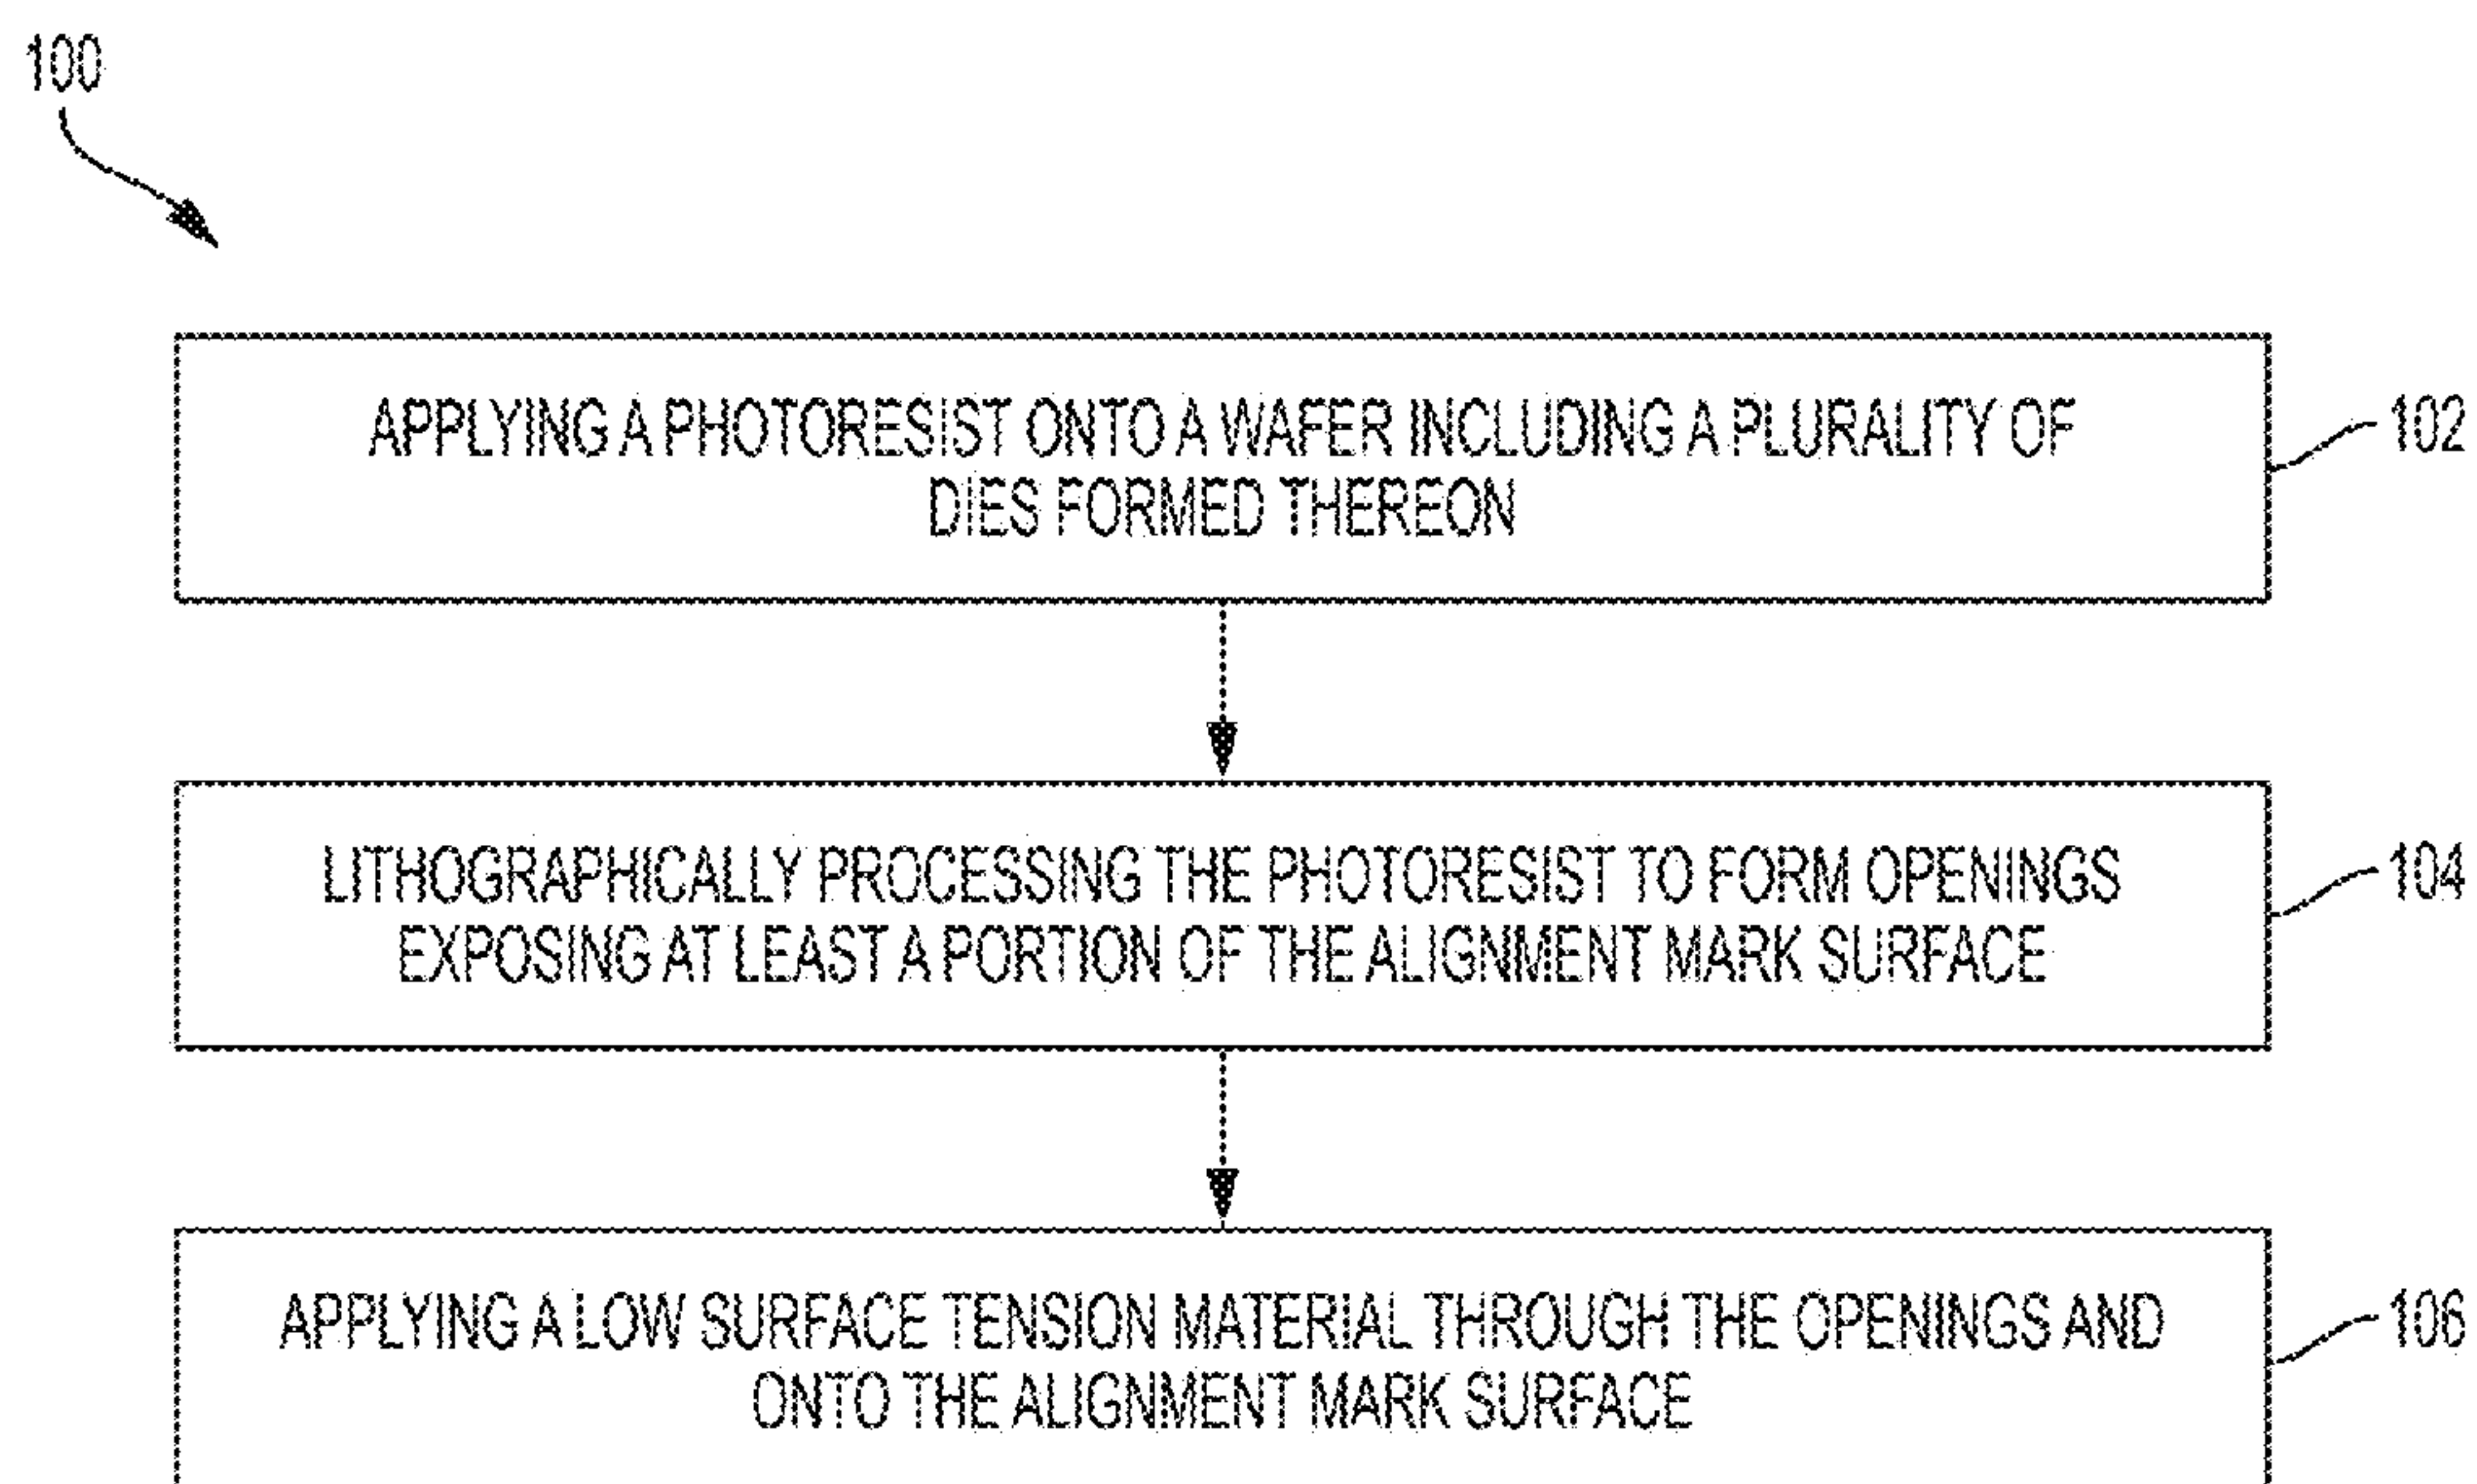 100
APPLYING A PHOTORESIST ONTO A WAFER INCLUDING A PLURALITY OF
DIES FORMED THEREON
102
LITHOGRAPHICALLY PROCESSING THE PHOTORESIST TO FORM OPENINGS
EXPOSING AT LEAST A PORTION OF THE ALIGNMENT MARK SURFACE
104
APPLYING A LOW SURFACE TENSION MATERIAL THROUGH THE OPENINGS AND
ONTO THE ALIGNMENT MARK SURFACE
106